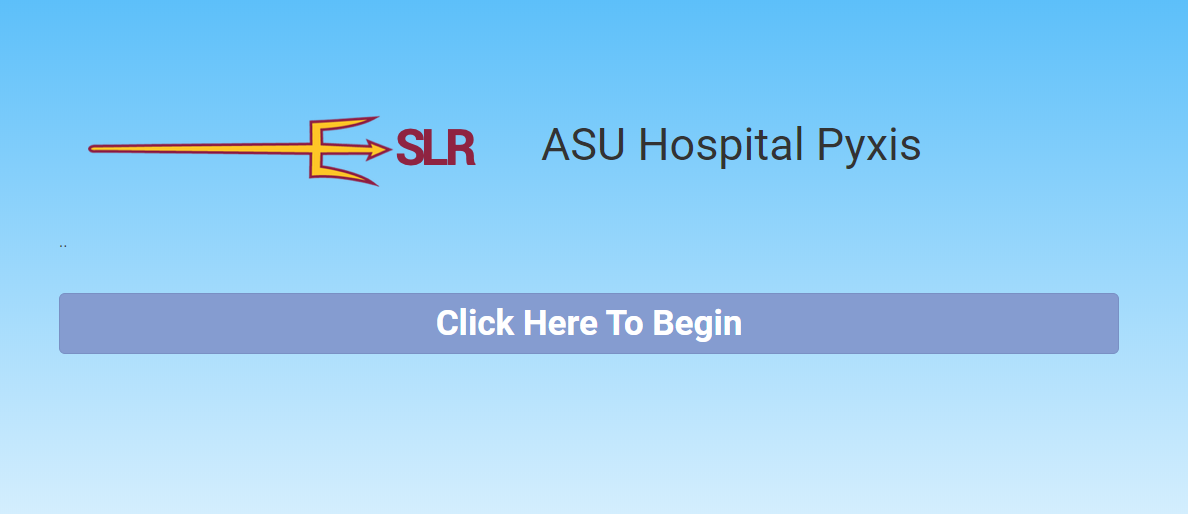 SLR ASU Hospital Pyxis
..
Click Here To Begin